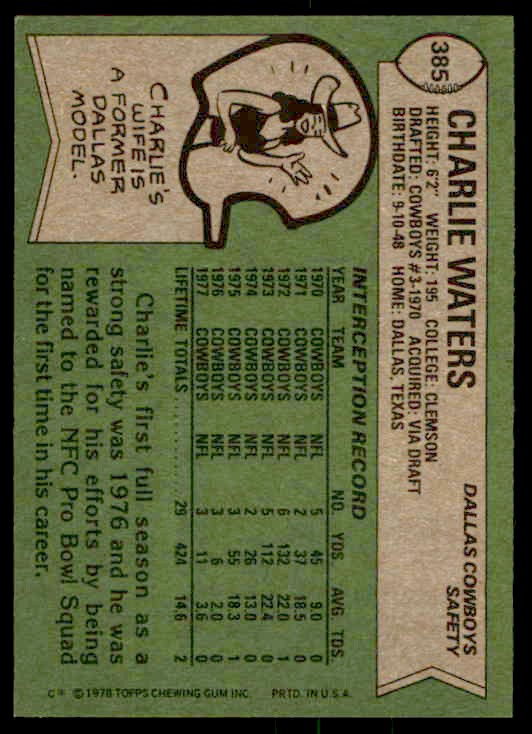 385
CHARLIE WATERS
DALLAS COWBOYS
SAFETY
HEIGHT: 6'2" WEIGHT: 195 COLLEGE: CLEMSON
DRAFTED: COWBOYS #3-1970 ACQUIRED: VIA DRAFT
BIRTHDATE: 9-10-48 HOME: DALLAS, TEXAS
CHARLIE'S
WIFE IS
A FORMER
DALLAS
MODEL.
INTERCEPTION RECORD
YEAR TEAM NO. YDS AVG TDS.
1970 COWBOYS NFL 5 45 9.0 0
1971 COWBOYS NFL 2 37 18.5 0
1972 COWBOYS NFL 6 132 22.0 1
1973 COWBOYS NFL 5 112 22.4 0
1974 COWBOYS NFL 2 26 13.0 0
1975 COWBOYS NFL 3 55 18.3 1
1976 COWBOYS NFL 3 6 2.0 0
1977 COWBOYS NFL 3 11 3.6 0
LIFETIME TOTALS 29 424 14.6 2
Charlie's first full season as a
strong safety was 1976 and he was
rewarded for his efforts by being
named to the NFC Pro Bowl Squad
for the first time in his career.
© 1978 TOPPS CHEWING GUM INC. PRTD. IN U.S.A.